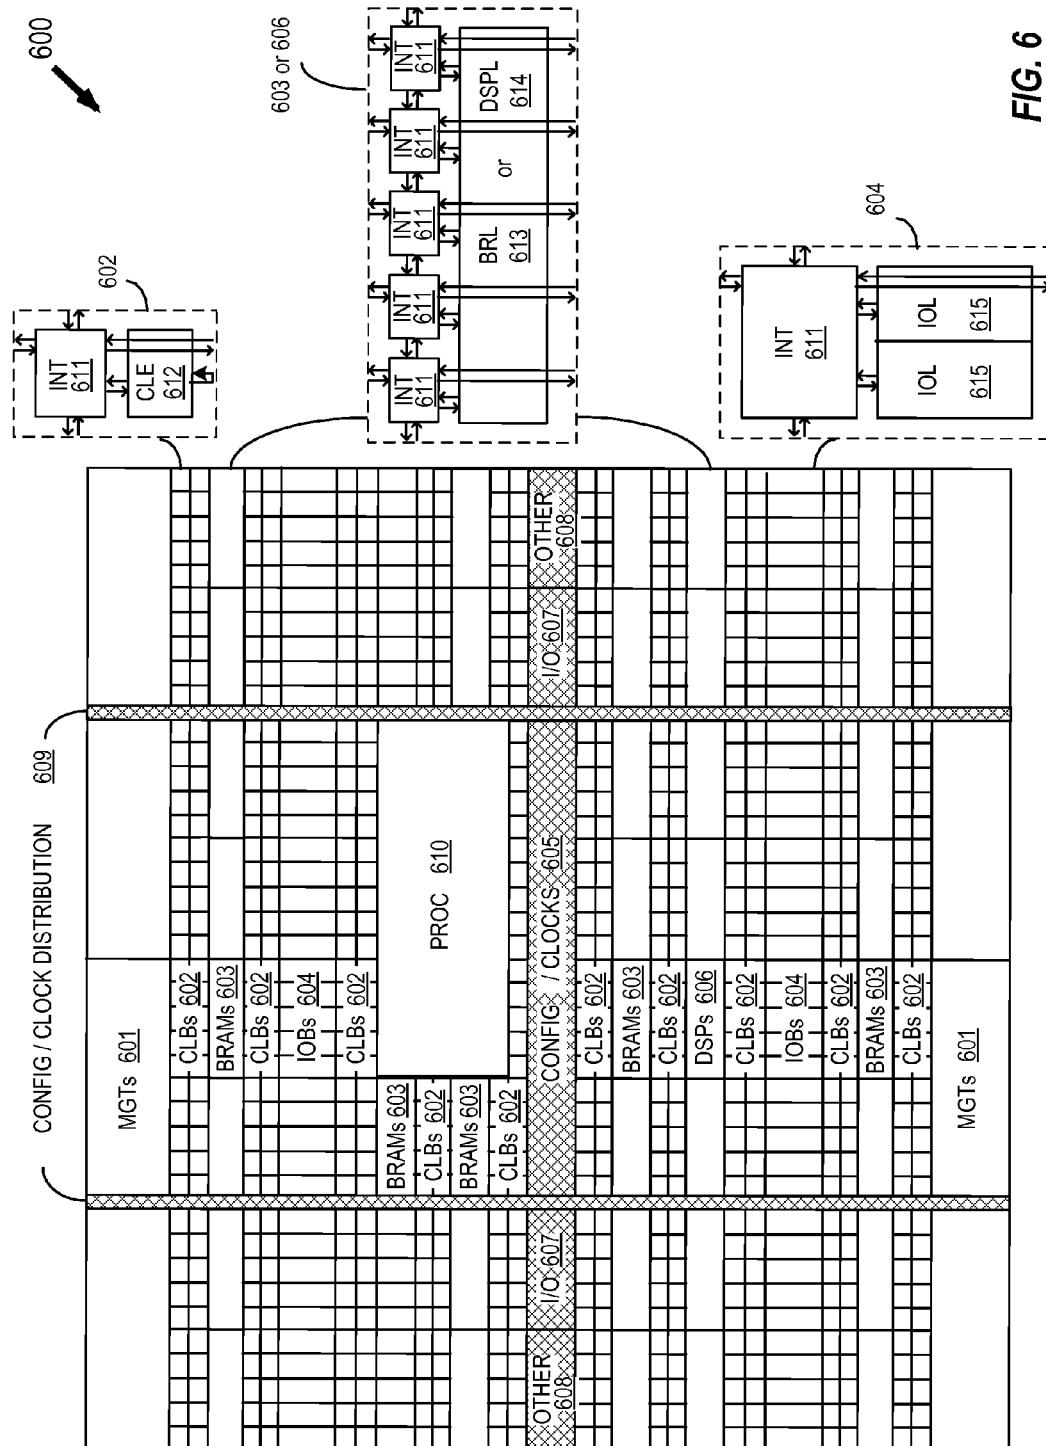 600
CONFIG / CLOCK DISTRIBUTION 609
MGTs 601
CLBs 602
BRAMs 603
CLBs 602
IOBs 604
CLBs 602
PROC 610
BRAMs 603
CLBs 602
BRAMs 603
CLBs 602
OTHER 608
I/O 607
CONFIG / CLOCKS 605
I/O 607
OTHER 608
CLBs 602
BRAMs 603
CLBs 602
DSPs 606
CLBs 602
IOBs 604
CLBs 602
BRAMs 603
CLBs 602
MGTs 601
602
INT
611
CLE
612
603 or 606
INT
611
INT
611
INT
611
INT
611
INT
611
BRL
613
or
DSPL
614
604
INT
611
IOL
615
IOL
615
FIG. 6